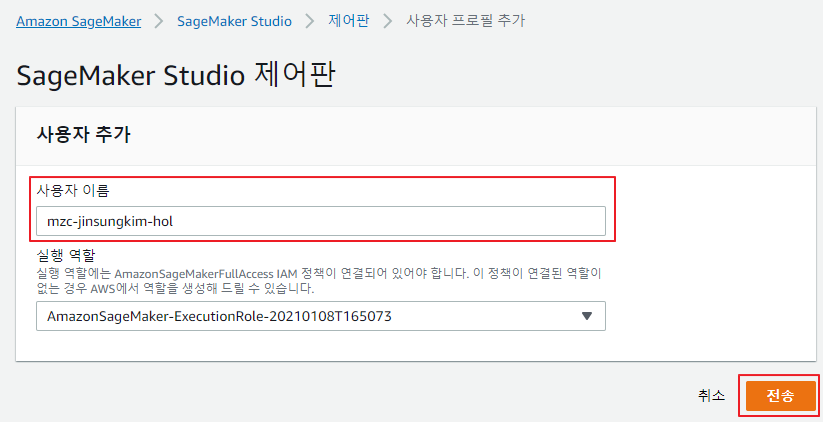 Amazon SageMaker > SageMaker Studio > 제어판 > 사용자 프로필 추가
SageMaker Studio 제어판
사용자 추가
사용자 이름
mzc-jinsungkim-hol
실행 역할
실행 역할에는 AmazonSageMakerFullAccess IAM 정책이 연결되어 있어야 합니다. 이 정책이 연결된 역할이
없는 경우 AWS에서 역할을 생성해 드릴 수 있습니다.
AmazonSageMaker-ExecutionRole-20210108T165073
취소 전송